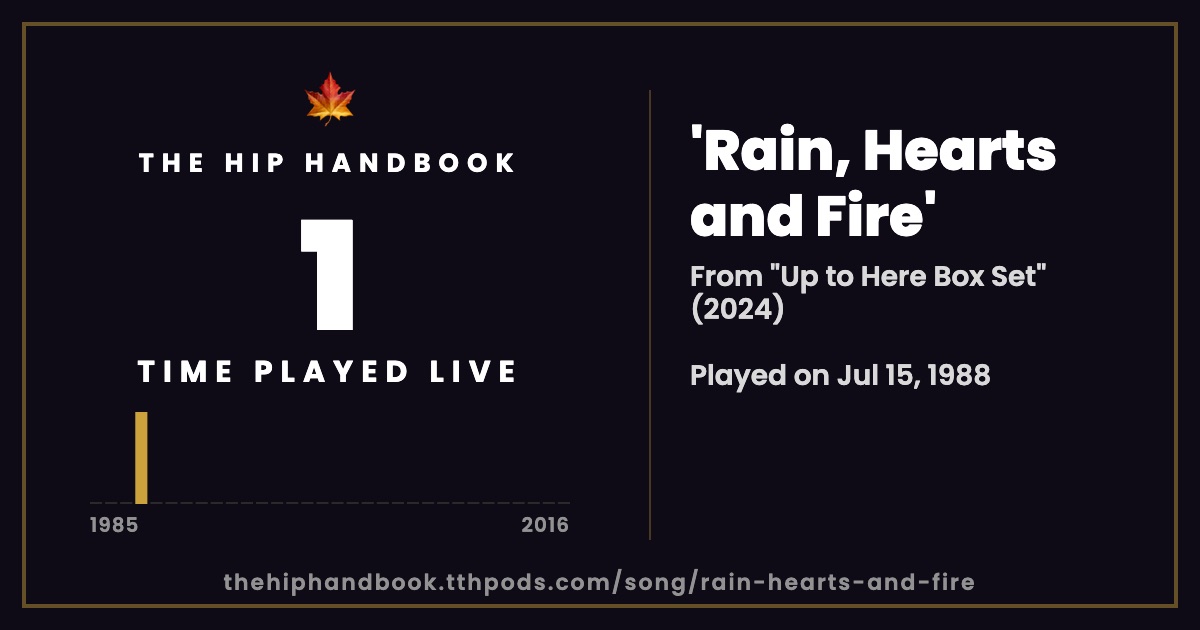 THE HIP HANDBOOK
1
TIME PLAYED LIVE
1985
2016
'Rain, Hearts
and Fire'
From "Up to Here Box Set"
(2024)
Played on Jul 15, 1988
thehiphandbook.tthpods.com/song/rain-hearts-and-fire